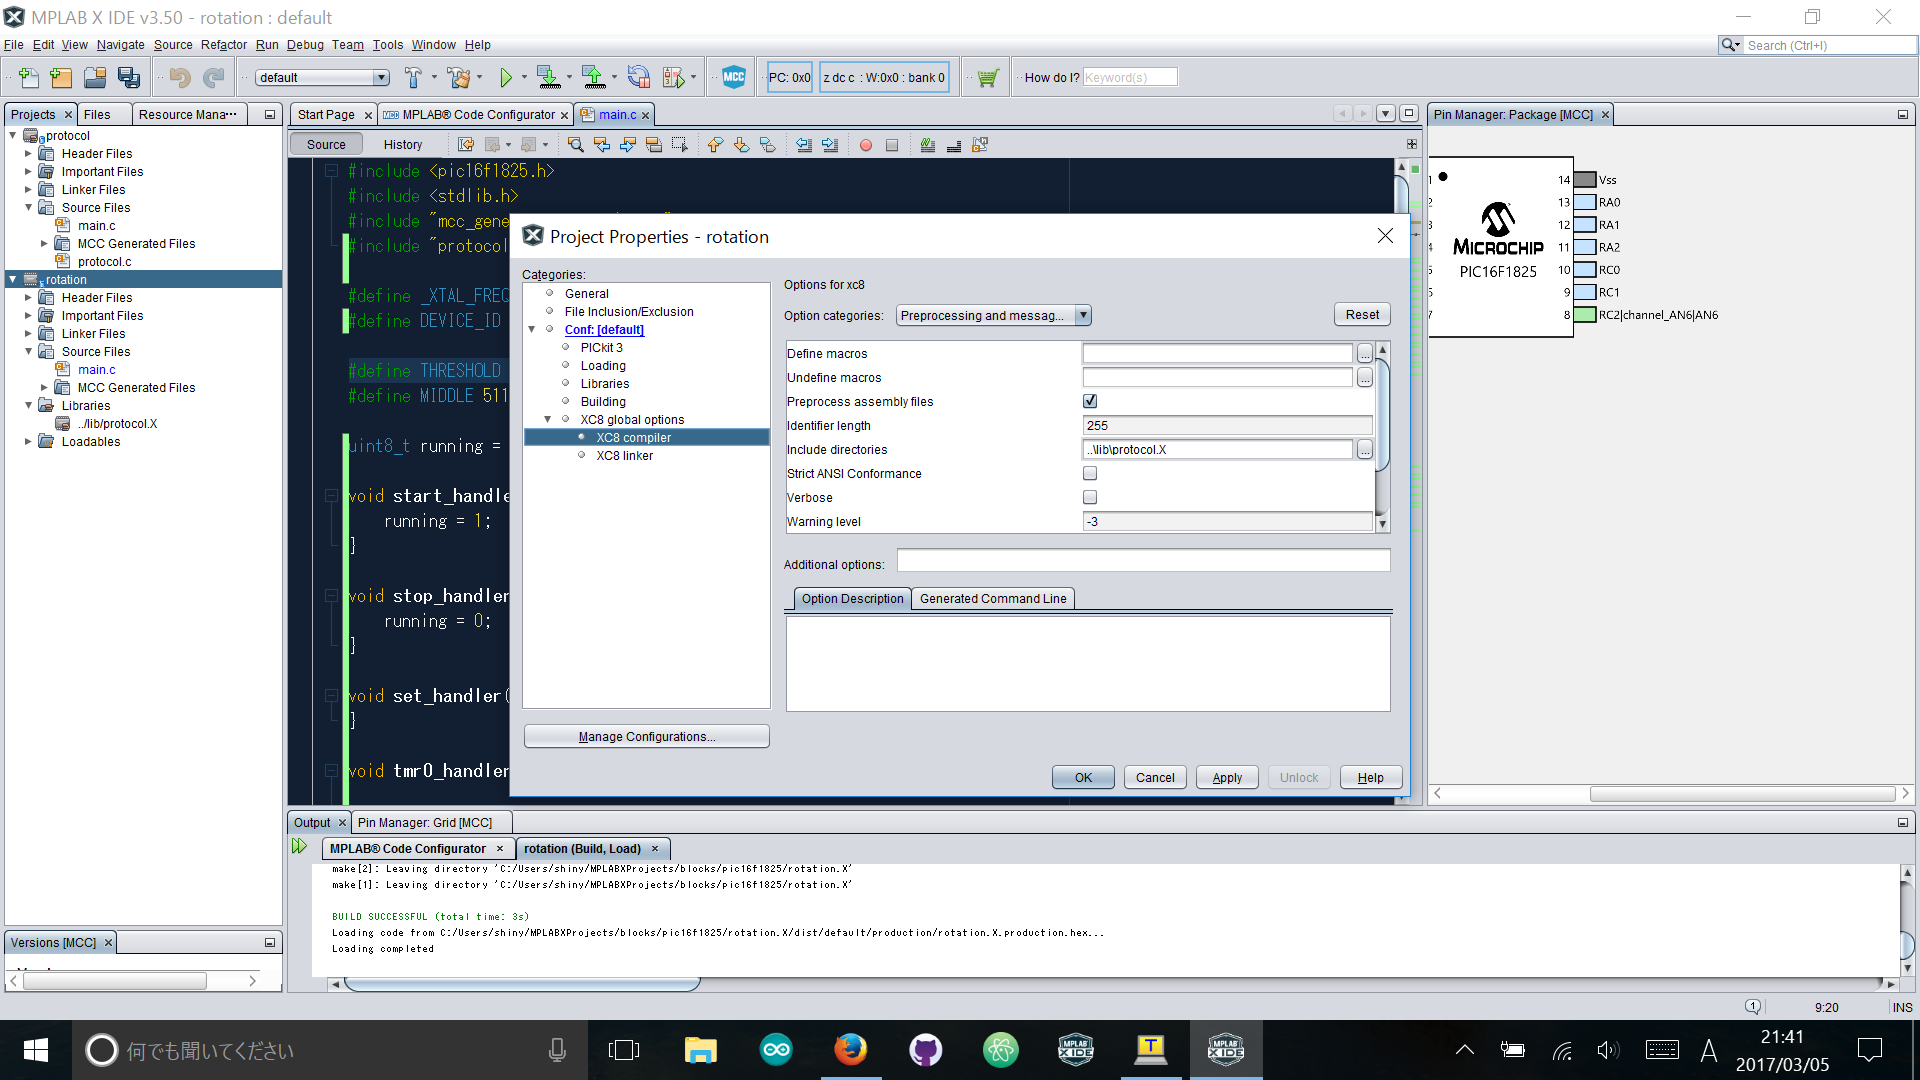 MPLAB X IDE v3.50 - rotation : default
File Edit View Navigate Source Refactor Run Debug Team Tools Window Help
Search (Ctrl+I)
default
MCC
PC: 0x0
z dc c : W:0x0 : bank 0
How do I?
Keyword(s)
Projects
Files
Resource Mana...
protocol
Header Files
Important Files
Linker Files
Source Files
main.c
MCC Generated Files
protocol.c
rotation
Header Files
Important Files
Linker Files
Source Files
main.c
MCC Generated Files
Libraries
../lib/protocol.X
Loadables
Versions [MCC]
Start Page
MPLAB® Code Configurator
main.c
Source
History
#include <pic16f1825.h>
#include <stdlib.h>
#include "mcc_gene
#include "protocol
#define _XTAL_FREQ
#define DEVICE_ID
#define THRESHOLD
#define MIDDLE 511
uint8_t running =
void start_handle
running = 1;
}
void stop_handler
running = 0;
}
void set_handler(
}
void tmr0_handler
Project Properties - rotation
Categories:
General
File Inclusion/Exclusion
Conf: [default]
PICkit 3
Loading
Libraries
Building
XC8 global options
XC8 compiler
XC8 linker
Manage Configurations...
Options for xc8
Option categories:
Preprocessing and messag...
Reset
Define macros
...
Undefine macros
...
Preprocess assembly files
Identifier length
255
Include directories
..\lib\protocol.X
...
Strict ANSI Conformance
Verbose
Warning level
-3
Additional options:
Option Description
Generated Command Line
OK
Cancel
Apply
Unlock
Help
Pin Manager: Package [MCC]
MICROCHIP
PIC16F1825
14 Vss
13 RA0
12 RA1
11 RA2
10 RC0
9 RC1
8 RC2|channel_AN6|AN6
Output
Pin Manager: Grid [MCC]
MPLAB® Code Configurator
rotation (Build, Load)
make[2]: Leaving directory 'C:/Users/shiny/MPLABXProjects/blocks/pic16f1825/rotation.X'
make[1]: Leaving directory 'C:/Users/shiny/MPLABXProjects/blocks/pic16f1825/rotation.X'
BUILD SUCCESSFUL (total time: 3s)
Loading code from C:/Users/shiny/MPLABXProjects/blocks/pic16f1825/rotation.X/dist/default/production/rotation.X.production.hex...
Loading completed
1
9:20
INS
何でも聞いてください
MPLAB
X IDE
T
MPLAB
X IDE
A
21:41
2017/03/05